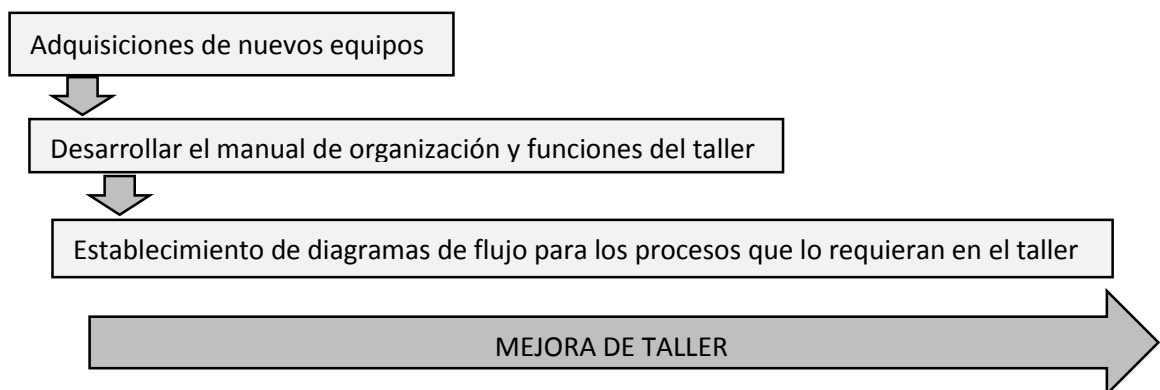 Adquisiciones de nuevos equipos
Desarrollar el manual de organización y funciones del taller
Establecimiento de diagramas de flujo para los procesos que lo requieran en el taller
MEJORA DE TALLER